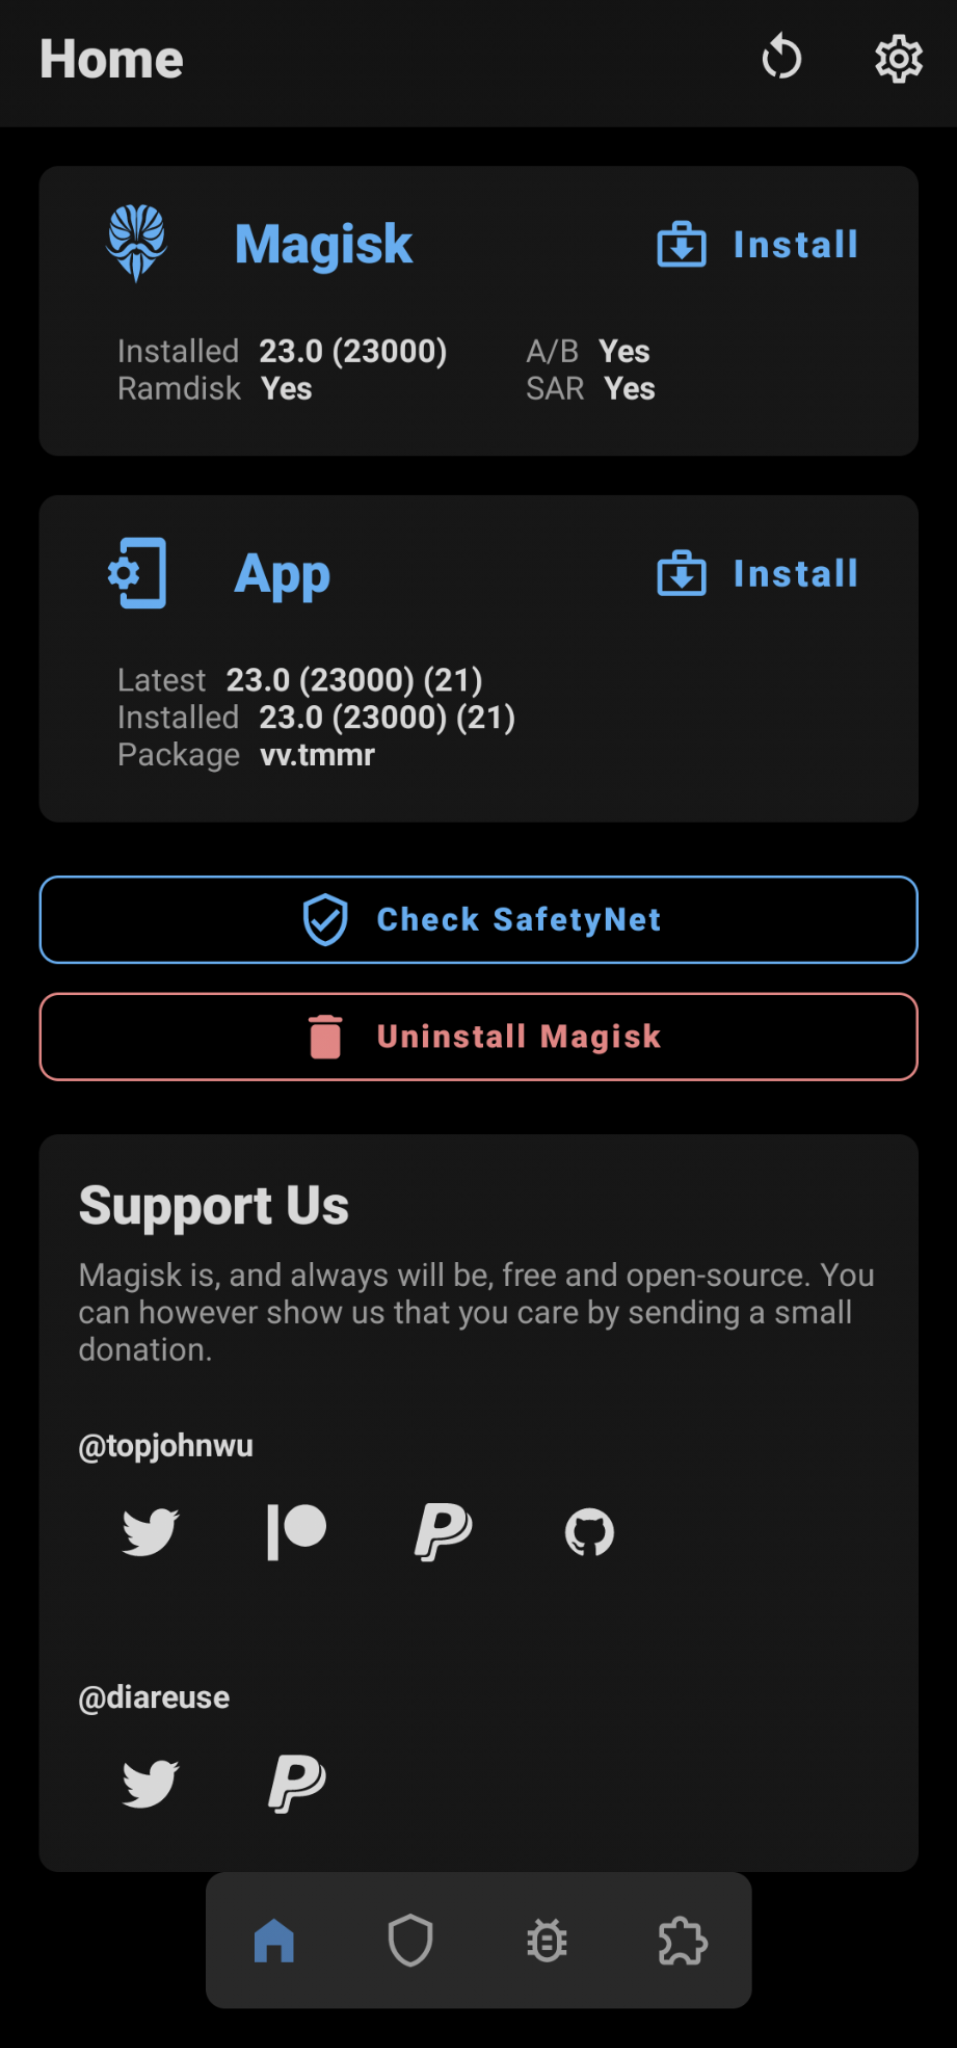 Home
Magisk
Install
Installed 23.0 (23000)
A/B Yes
Ramdisk Yes
SAR Yes
App
Install
Latest 23.0 (23000) (21)
Installed 23.0 (23000) (21)
Package vv.tmmr
Check SafetyNet
Uninstall Magisk
Support Us
Magisk is, and always will be, free and open-source. You
can however show us that you care by sending a small
donation.
@topjohnwu
@diareuse